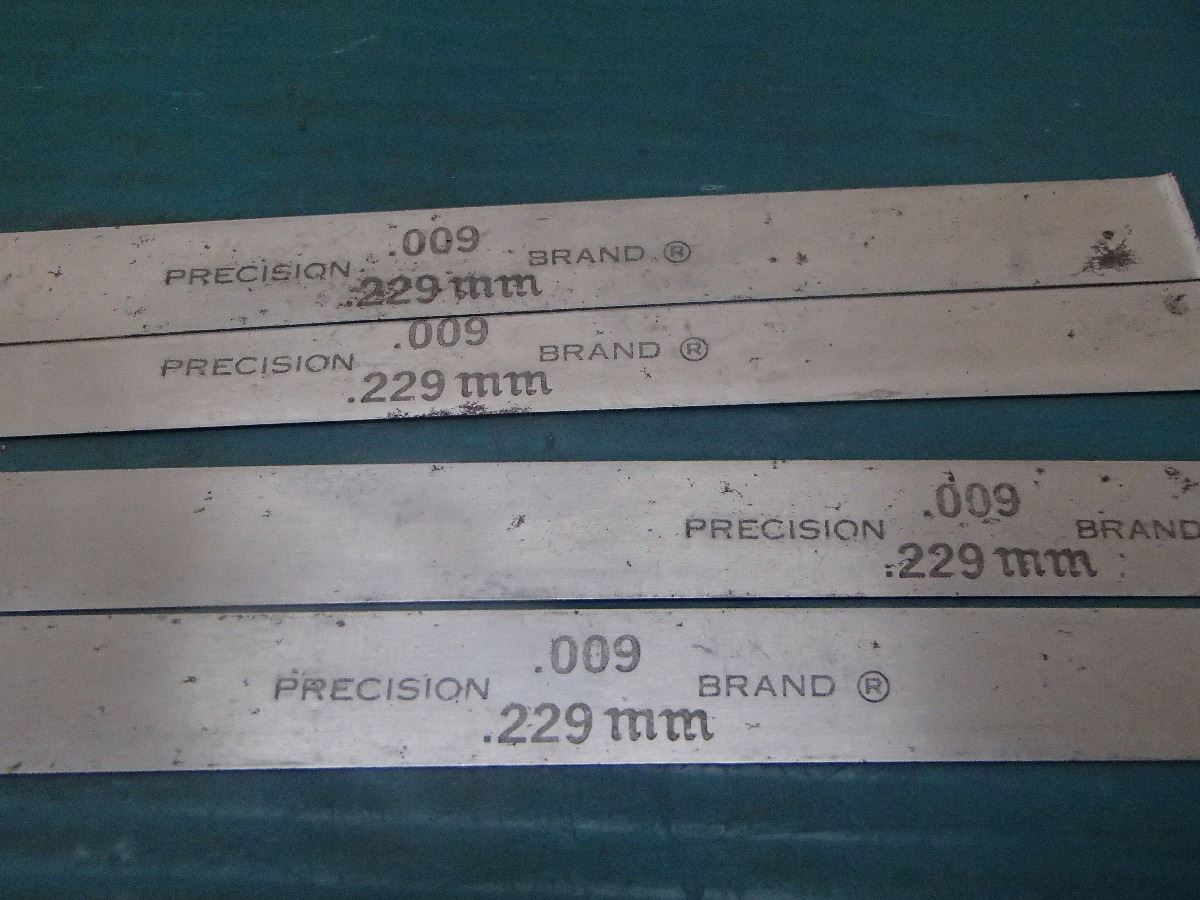 .009
PRECISION BRAND ®
.229 mm
.009
PRECISION BRAND ®
.229 mm
.009
PRECISION BRAND
.229 mm
.009
PRECISION BRAND ®
.229 mm